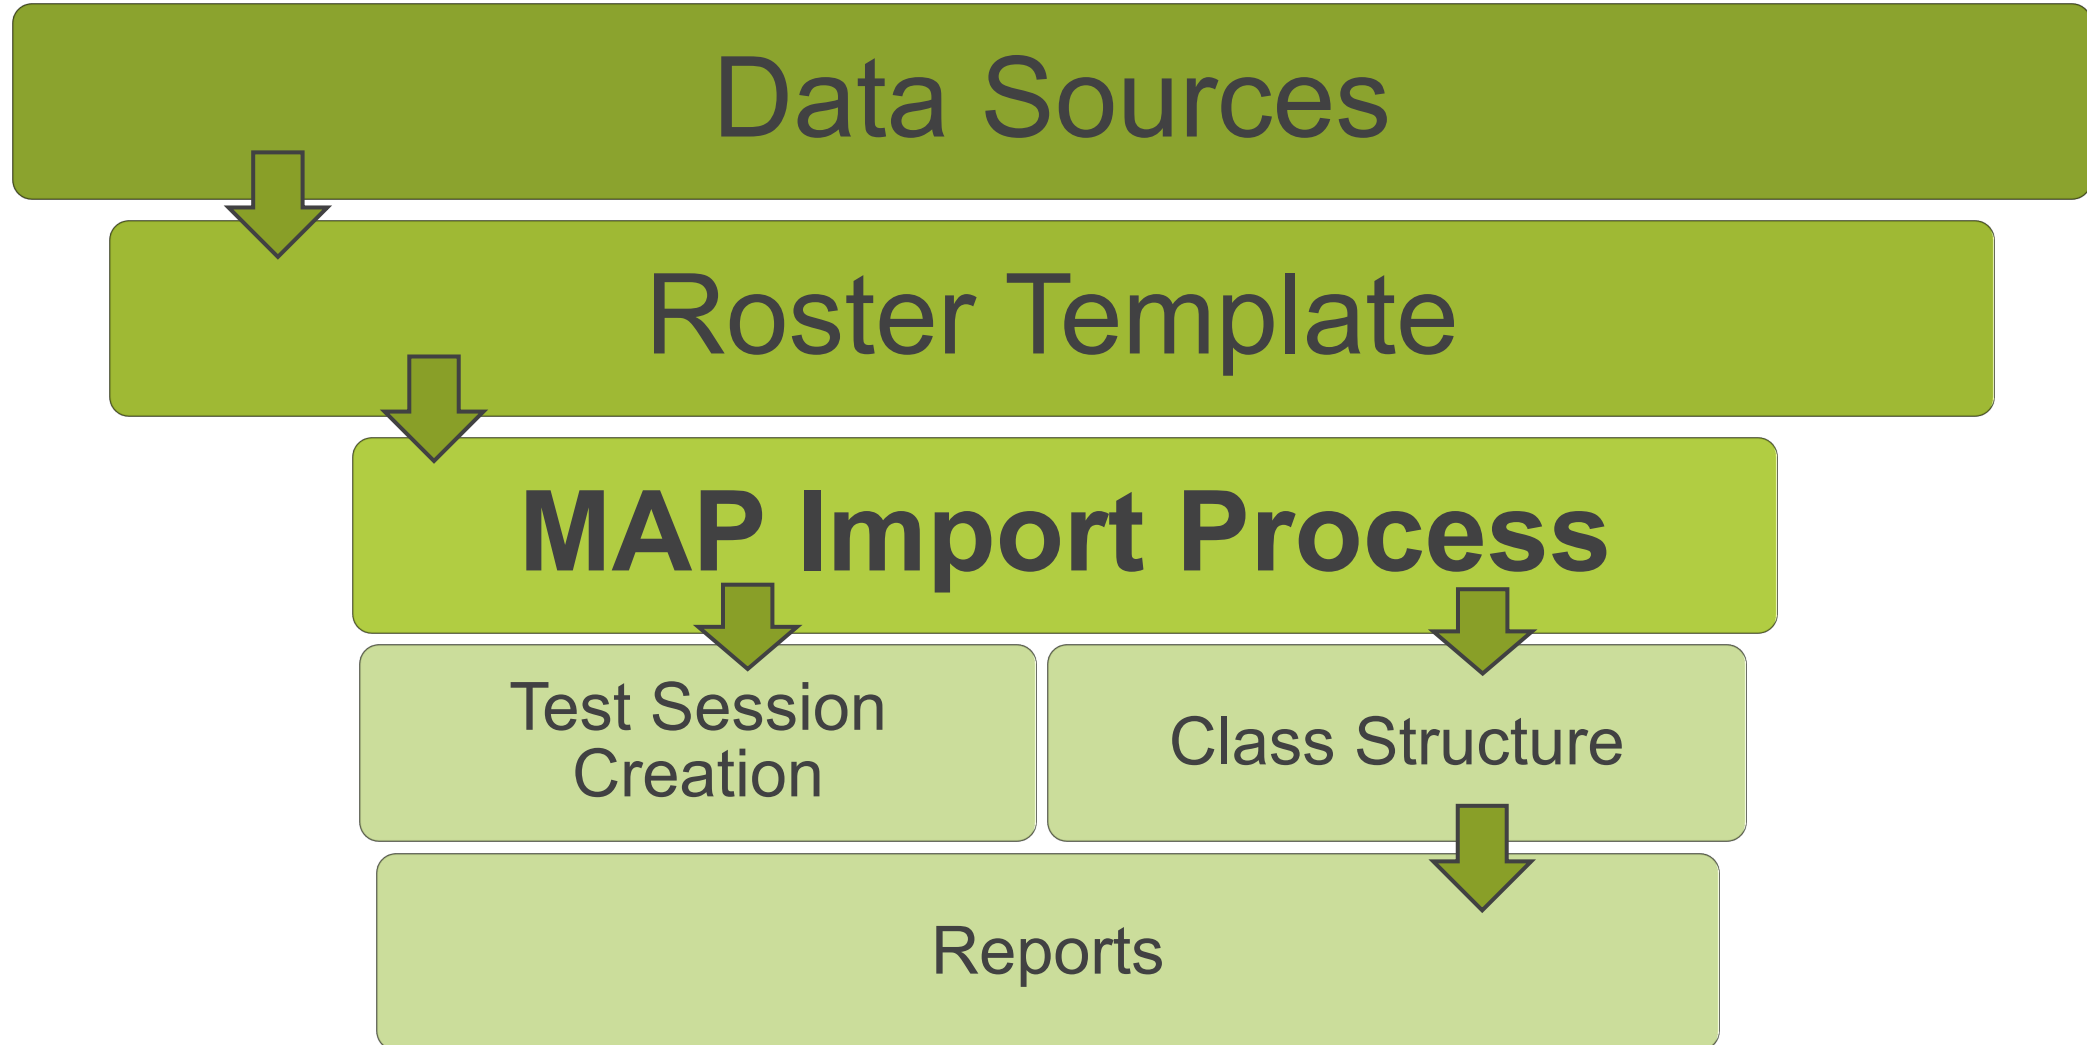 Data Sources
Roster Template
MAP Import Process
Test Session
Creation
Class Structure
Reports